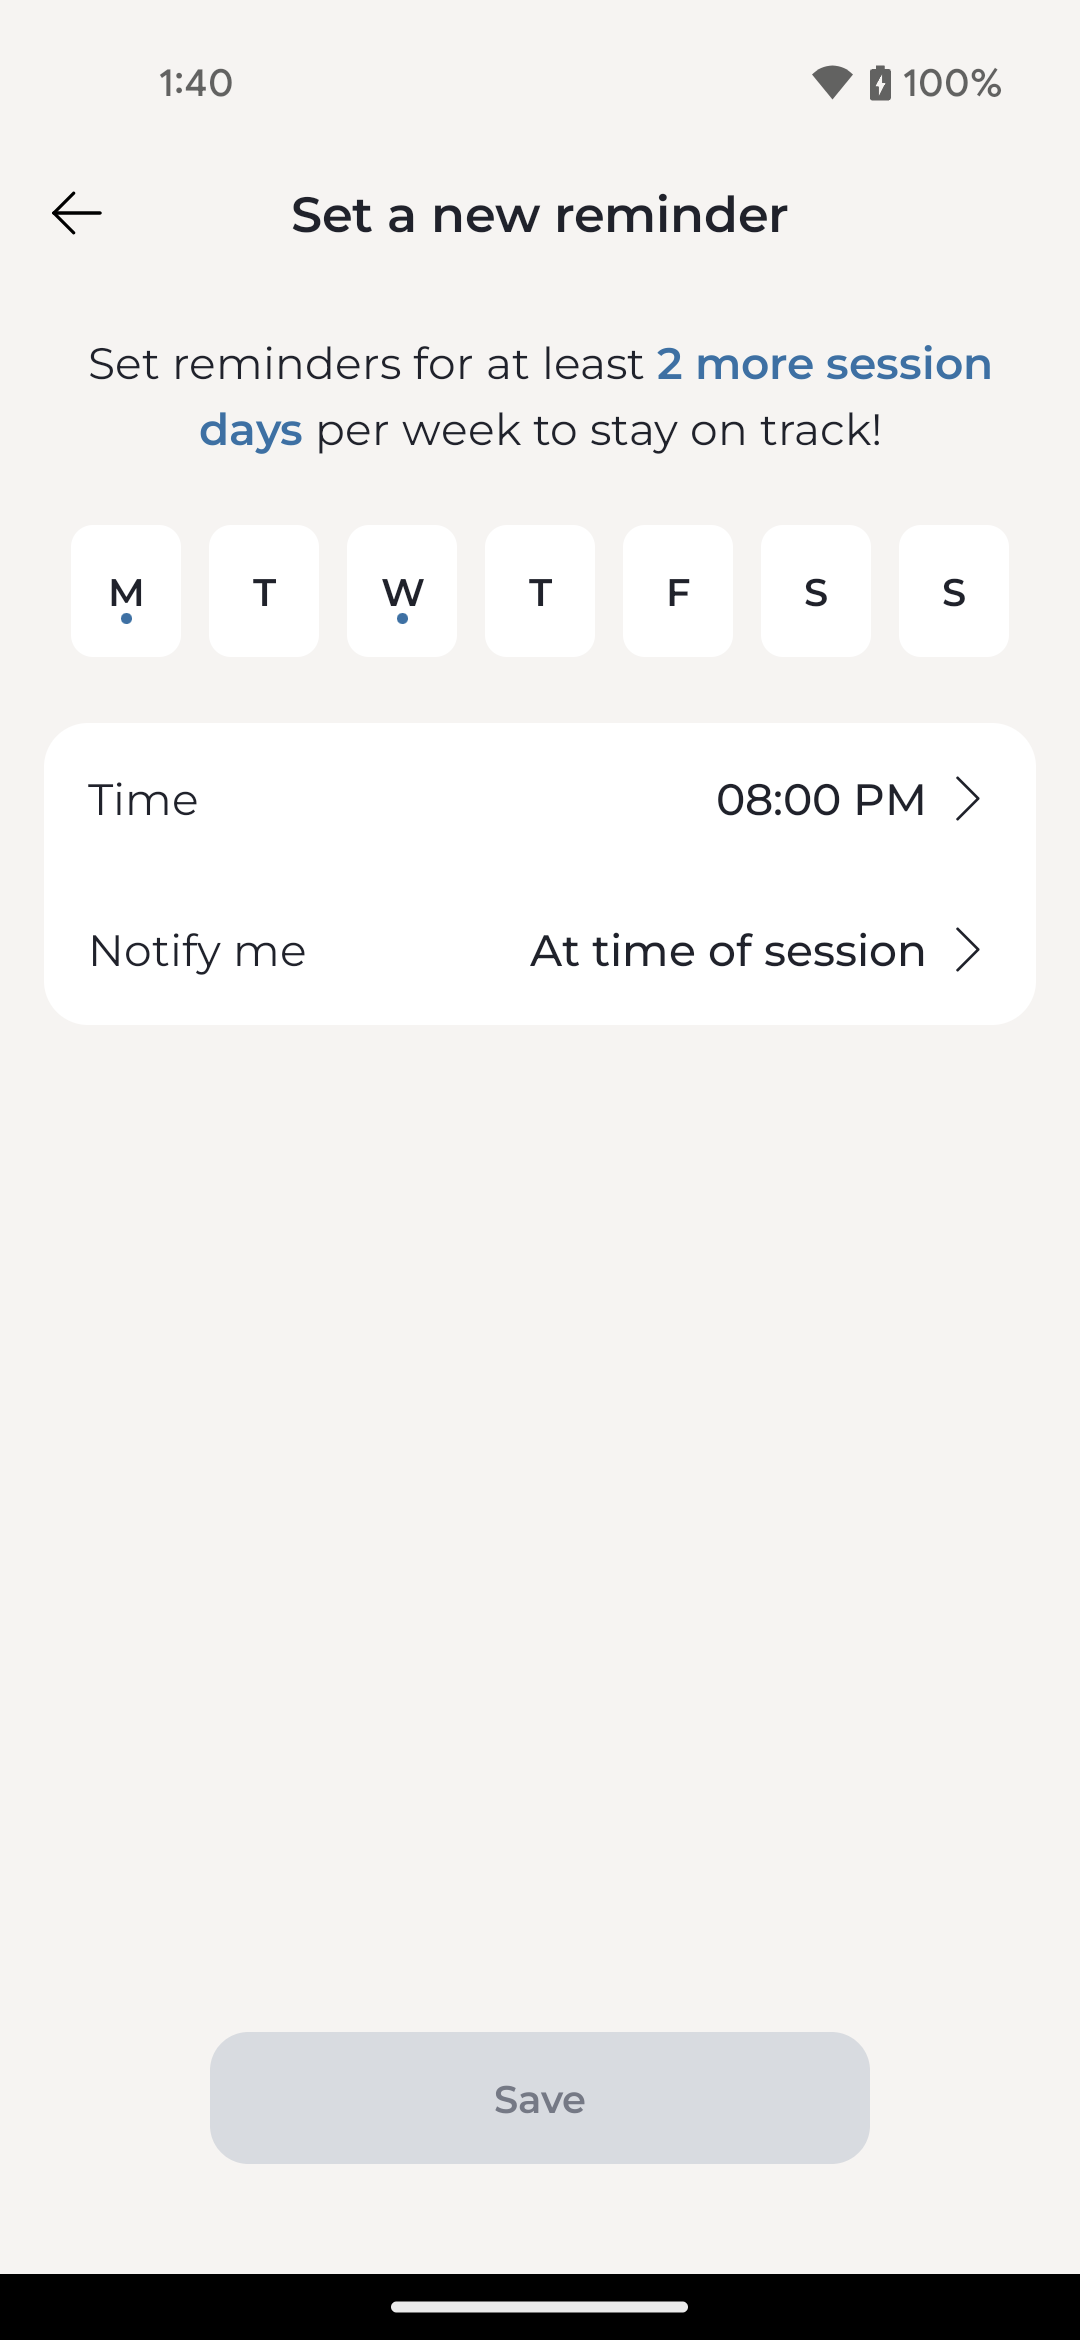 1:40
100%
Set a new reminder
Set reminders for at least 2 more session
days per week to stay on track!
M T W T F S S
Time 08:00 PM
Notify me At time of session
Save